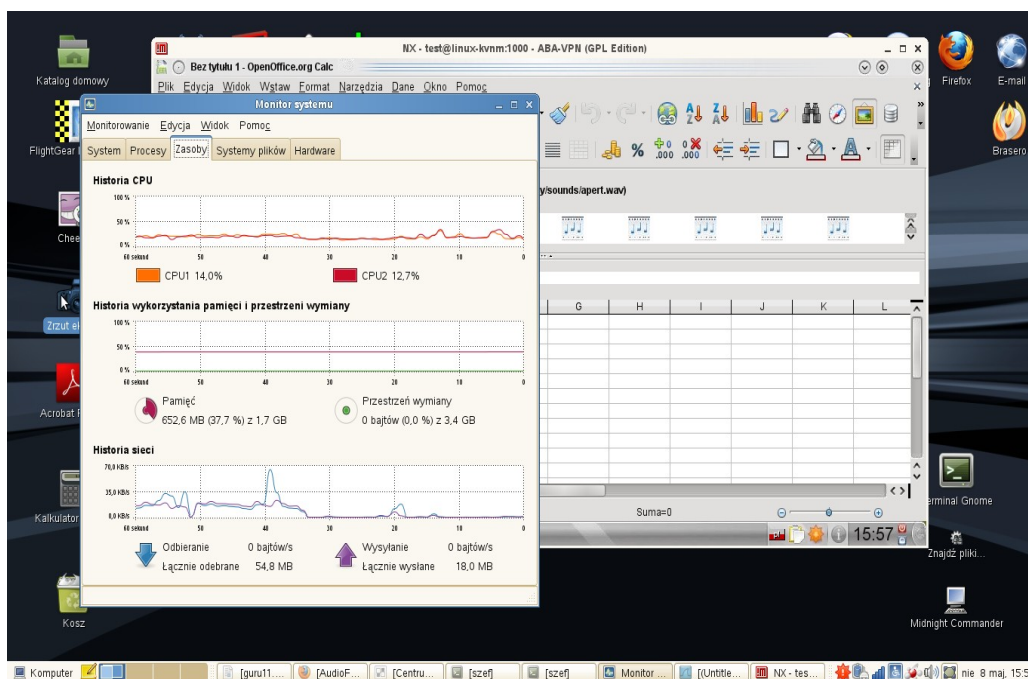 NX - test@linux-kvnm:1000 - ABA-VPN (GPL Edition)
Bez tytułu 1 - OpenOffice.org Calc
Plik Edycja Widok Wstaw Format Narzędzia Dane Okno Pomoc
Katalog domowy
Firefox
E-mail
Monitor systemu
Monitorowanie Edycja Widok Pomoc
System Procesy Zasoby Systemy plików Hardware
FlightGear
Brasero
Historia CPU
y/sounds/apert.wav)
100 %
50 %
0 %
60 sekund 50 40 30 20 10 0
CPU1 14,0% CPU2 12,7%
Chee
Historia wykorzystania pamięci i przestrzeni wymiany
G H I J K L
Zrzut ek
100 %
50 %
0 %
60 sekund 50 40 30 20 10 0
Pamięć
652,6 MB (37,7 %) z 1,7 GB
Przestrzeń wymiany
0 bajtów (0,0 %) z 3,4 GB
Acrobat
Historia sieci
70,0 KB/s
35,0 KB/s
0,0 KB/s
60 sekund 50 40 30 20 10 0
Odbieranie 0 bajtów/s
Łącznie odebrane 54,8 MB
Wysyłanie 0 bajtów/s
Łącznie wysłane 18,0 MB
Kalkulator
Suma=0
15:57
erminal Gnome
Znajdź pliki...
Kosz
Midnight Commander
Komputer [guru11.... [AudioF... [Centru... [szef] [szef] Monitor ... [(Untitle... NX - tes... nie 8 maj, 15:5